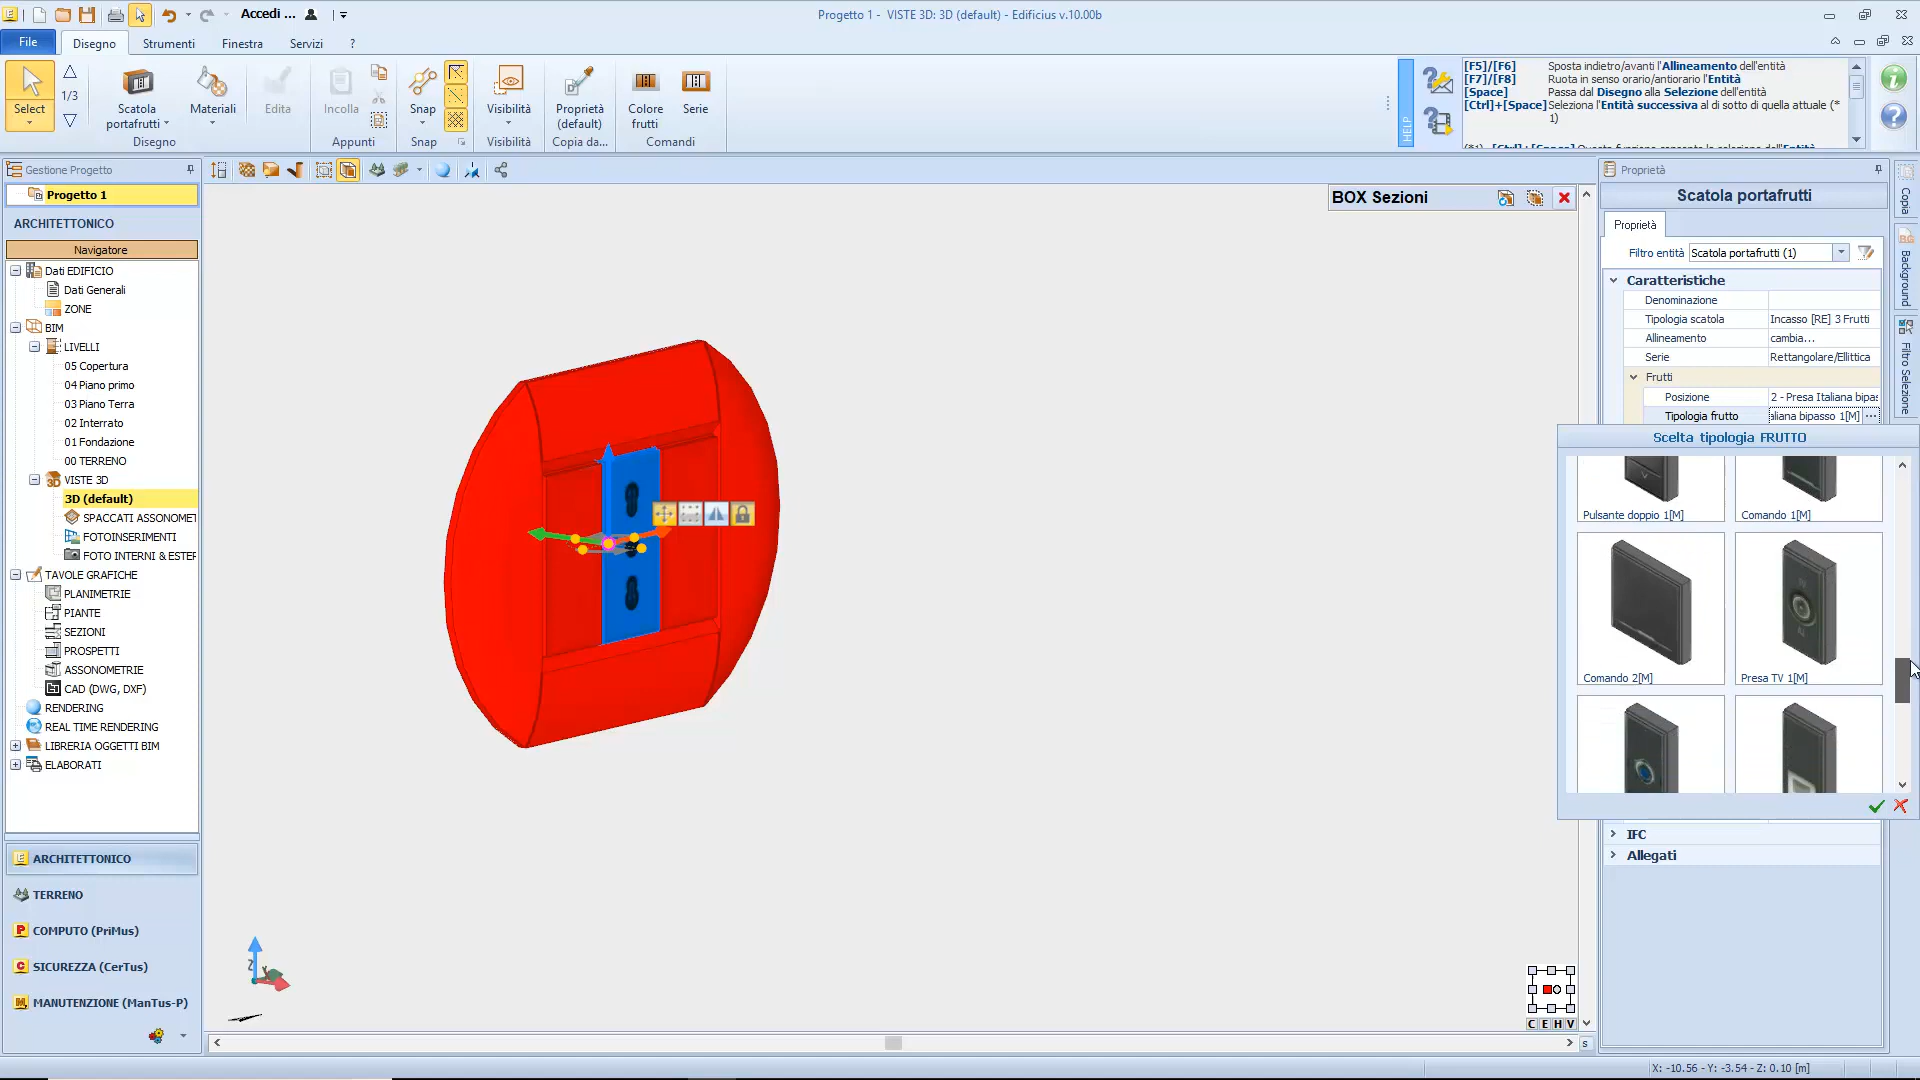 Accedi ...
Progetto 1 - VISTE 3D: 3D (default) - Edificius v.10.00b
File
Disegno
Strumenti
Finestra
Servizi
?
Select
1/3
Scatola
portafrutti
Materiali
Edita
Disegno
Incolla
Appunti
Snap
Snap
Visibilità
Visibilità
Proprietà
(default)
Copia da...
Colore
frutti
Serie
Comandi
HELP
[F5]/[F6] Sposta indietro/avanti l'Allineamento dell'entità
[F7]/[F8] Ruota in senso orario/antiorario l'Entità
[Space] Passa dal Disegno alla Selezione dell'entità
[Ctrl]+[Space] Seleziona l'Entità successiva al di sotto di quella attuale (*
1)
Gestione Progetto
Progetto 1
ARCHITETTONICO
Navigatore
Dati EDIFICIO
Dati Generali
ZONE
BIM
LIVELLI
05 Copertura
04 Piano primo
03 Piano Terra
02 Interrato
01 Fondazione
00 TERRENO
VISTE 3D
3D (default)
SPACCATI ASSONOMET
FOTOINSERIMENTI
FOTO INTERNI & ESTER
TAVOLE GRAFICHE
PLANIMETRIE
PIANTE
SEZIONI
PROSPETTI
ASSONOMETRIE
CAD (DWG, DXF)
RENDERING
REAL TIME RENDERING
LIBRERIA OGGETTI BIM
ELABORATI
ARCHITETTONICO
TERRENO
COMPUTO (PriMus)
SICUREZZA (CerTus)
MANUTENZIONE (ManTus-P)
BOX Sezioni
Z
C E H V
s
Proprietà
Scatola portafrutti
Proprietà
Filtro entità Scatola portafrutti (1)
Caratteristiche
Denominazione
Tipologia scatola Incasso [RE] 3 Frutti
Allineamento cambia...
Serie Rettangolare/Ellittica
Frutti
Posizione 2 - Presa Italiana bipas
Tipologia frutto aliana bipasso 1[M] ...
Scelta tipologia FRUTTO
Pulsante doppio 1[M]
Comando 1[M]
Comando 2[M]
Presa TV 1[M]
IFC
Allegati
Copia
Background
Filtro Selezione
X: -10.56 - Y: -3.54 - Z: 0.10 [m]